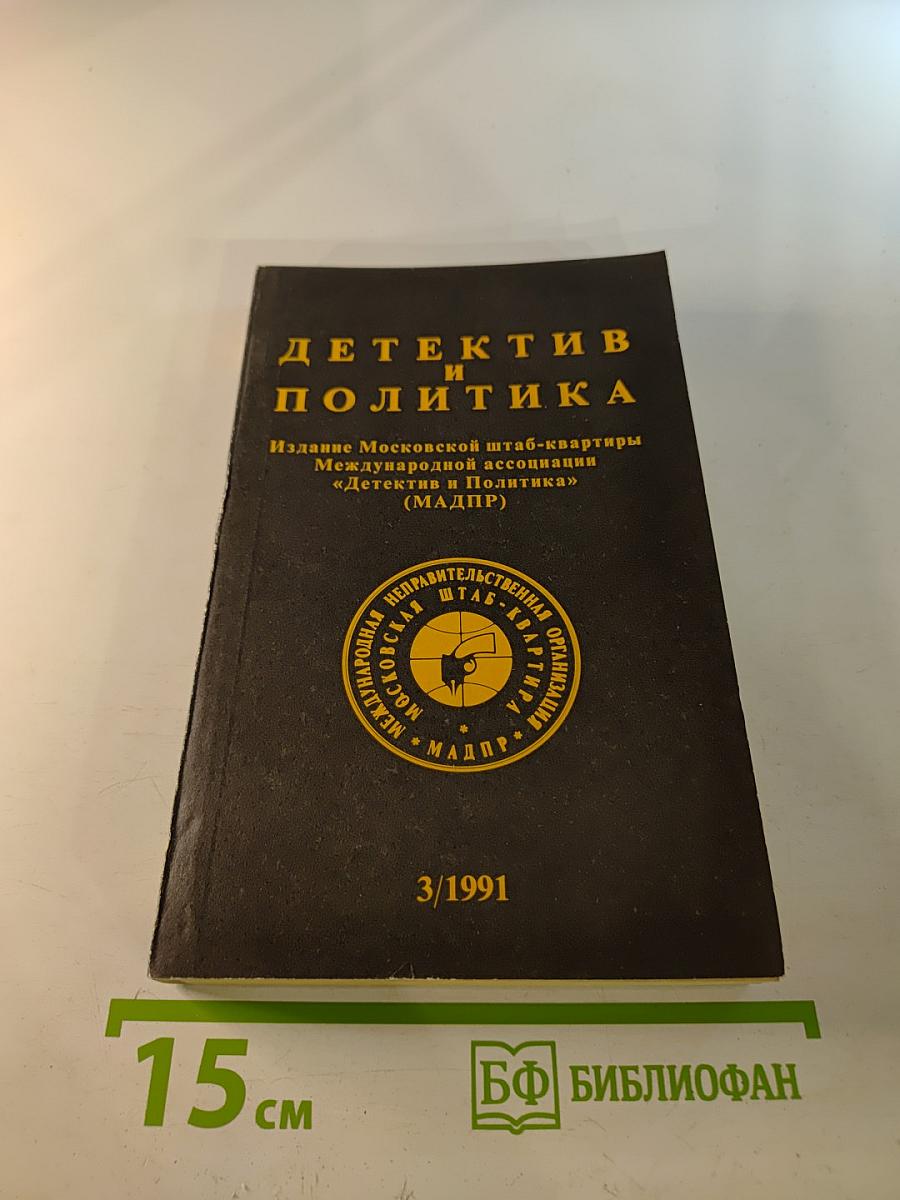 ДЕТЕКТИВ
И
ПОЛИТИКА
Издание Московской штаб-квартиры
Международной ассоциации
«Детектив и Политика»
(МАДПР)
МЕЖДУНАРОДНАЯ НЕПРАВИТЕЛЬСТВЕННАЯ ОРГАНИЗАЦИЯ
МОСКОВСКАЯ ШТАБ-КВАРТИРА
* МАДПР *
3/1991
15 см
БФ БИБЛИОФАН